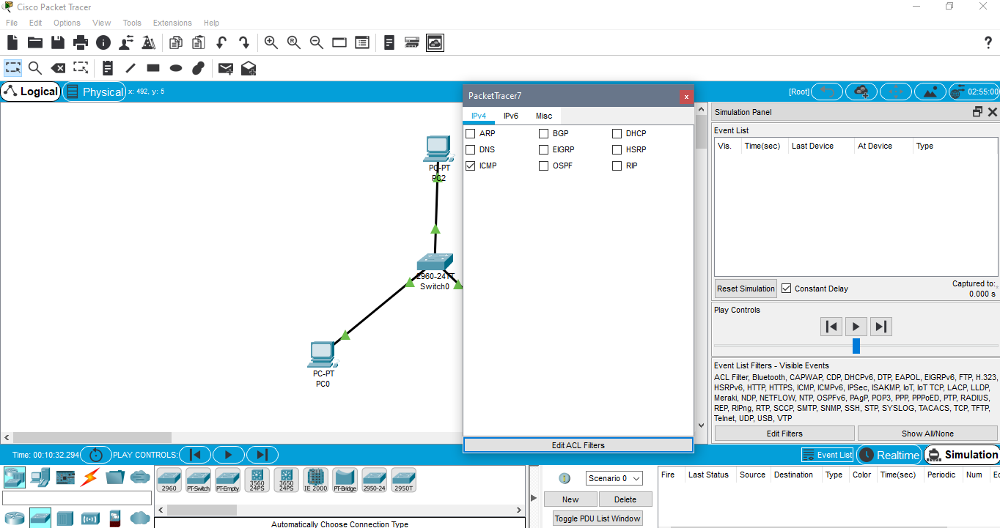 Cisco Packet Tracer
File Edit Options View Tools Extensions Help
Logical Physical x: 492, y: 5 [Root] 02:55:00
PacketTracer7 x
IPv4 IPv6 Misc
ARP BGP DHCP
DNS EIGRP HSRP
ICMP OSPF RIP
Edit ACL Filters
PC-PT
PC2
2960-24TT
Switch0
PC-PT
PC0
Simulation Panel
Event List
Vis. Time(sec) Last Device At Device Type
Reset Simulation Constant Delay Captured to:
0.000 s
Play Controls
Event List Filters - Visible Events
ACL Filter, Bluetooth, CAPWAP, CDP, DHCPv6, DTP, EAPOL, EIGRPv6, FTP, H.323,
HSRPv6, HTTP, HTTPS, ICMP, ICMPv6, IPSec, ISAKMP, IoT, IoT TCP, LACP, LLDP,
Meraki, NDP, NETFLOW, NTP, OSPFv6, PAgP, POP3, PPP, PPPoED, PTP, RADIUS,
REP, RIPng, RTP, SCCP, SMTP, SNMP, SSH, STP, SYSLOG, TACACS, TCP, TFTP,
Telnet, UDP, USB, VTP
Edit Filters Show All/None
Time: 00:10:32.294 PLAY CONTROLS: Event List Realtime Simulation
2960 PT-Switch PT-Empty 3560 24PS 3650 24PS IE 2000 PT-Bridge 2950-24 2950T
Automatically Choose Connection Type
Scenario 0
New Delete
Toggle PDU List Window
Fire Last Status Source Destination Type Color Time(sec) Periodic Num Ec